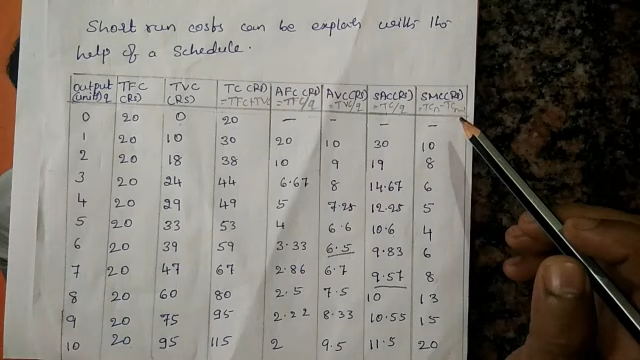 Short run costs can be explain with the
help of a Schedule.
Output (units) q TFC (RS) TVC (RS) TC (RS) =TFC+TVC AFC (RS) =TFC/q AVC (RS) =TVC/q SAC (RS) =TC/q SMC (RS) =TCn-TCn-1
0 20 0 20 — — — —
1 20 10 30 20 10 30 10
2 20 18 38 10 9 19 8
3 20 24 44 6.67 8 14.67 6
4 20 29 49 5 7.25 12.25 5
5 20 33 53 4 6.6 10.6 4
6 20 39 59 3.33 6.5 9.83 6
7 20 47 67 2.86 6.7 9.57 8
8 20 60 80 2.5 7.5 10 13
9 20 75 95 2.22 8.33 10.55 15
10 20 95 115 2 9.5 11.5 20